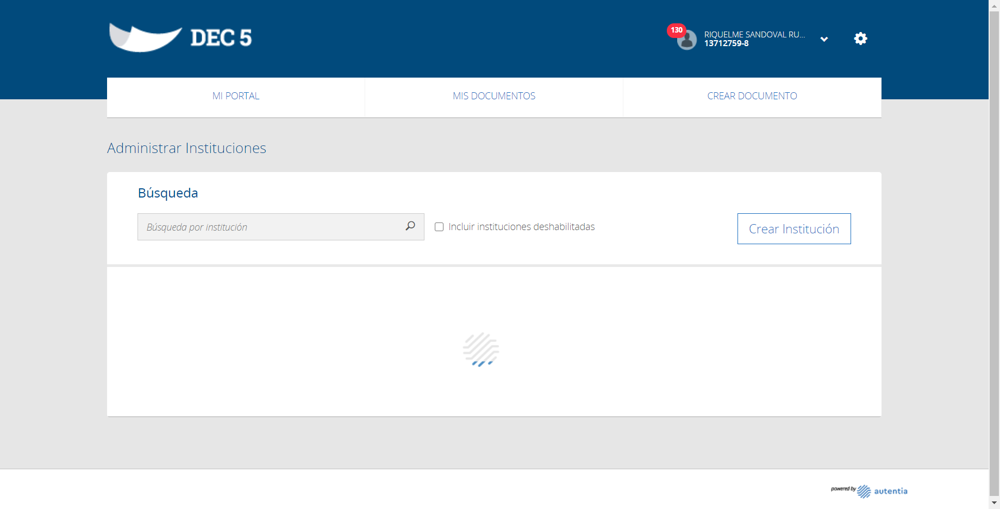 DEC 5
130
RIQUELME SANDOVAL RU...
13712759-8
MI PORTAL
MIS DOCUMENTOS
CREAR DOCUMENTO
Administrar Instituciones
Búsqueda
Búsqueda por institución
Incluir instituciones deshabilitadas
Crear Institución
powered by autentia